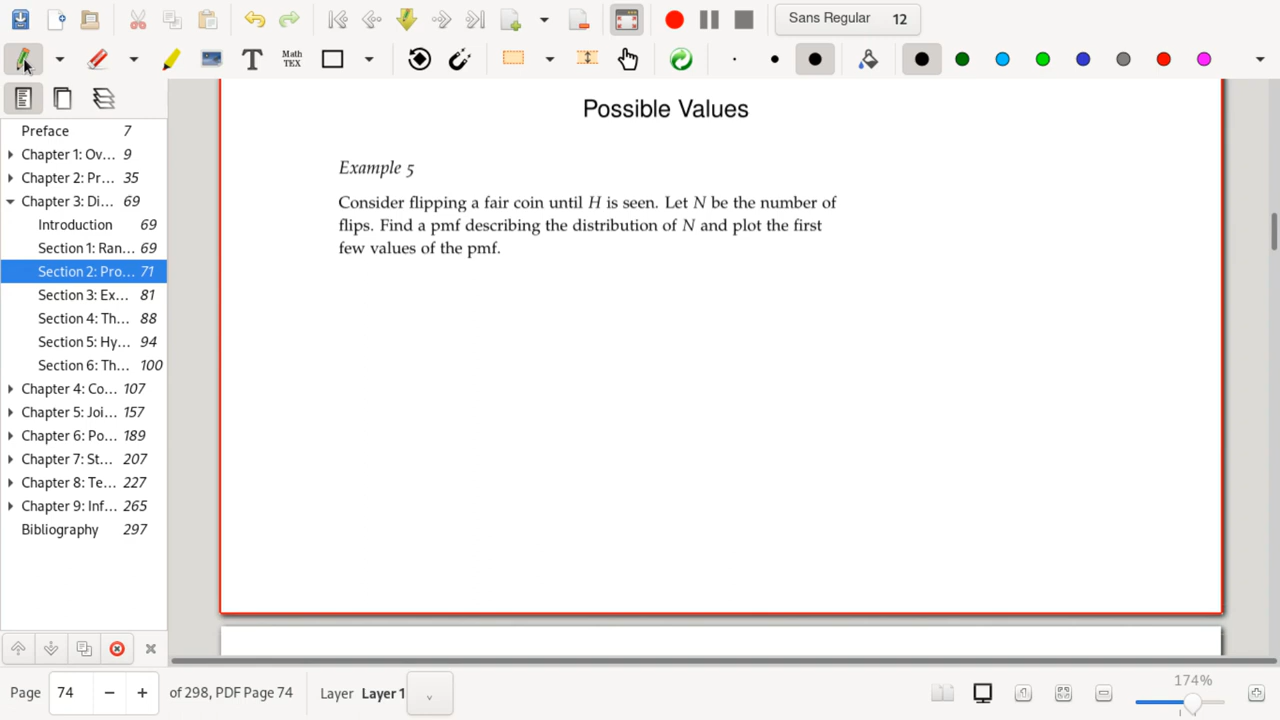 Sans Regular 12
Math
TEX
Preface 7
Chapter 1: Ov... 9
Chapter 2: Pr... 35
Chapter 3: Di... 69
Introduction 69
Section 1: Ran... 69
Section 2: Pro... 71
Section 3: Ex... 81
Section 4: Th... 88
Section 5: Hy... 94
Section 6: Th... 100
Chapter 4: Co... 107
Chapter 5: Joi... 157
Chapter 6: Po... 189
Chapter 7: St... 207
Chapter 8: Te... 227
Chapter 9: Inf... 265
Bibliography 297
Possible Values
Example 5
Consider flipping a fair coin until H is seen. Let N be the number of
flips. Find a pmf describing the distribution of N and plot the first
few values of the pmf.
Page 74 of 298, PDF Page 74 Layer Layer 1 174%